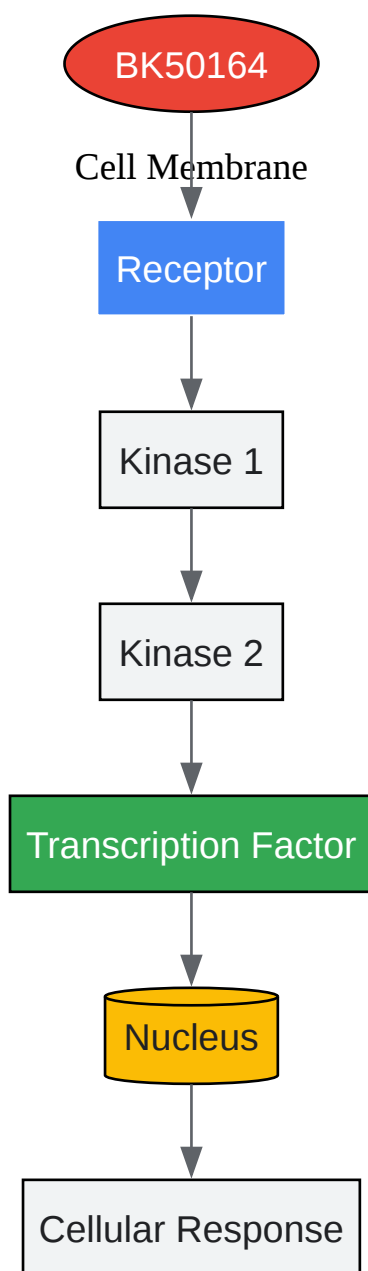 BK50164
Cell Membrane
Receptor
Kinase 1
Kinase 2
Transcription Factor
Nucleus
Cellular Response